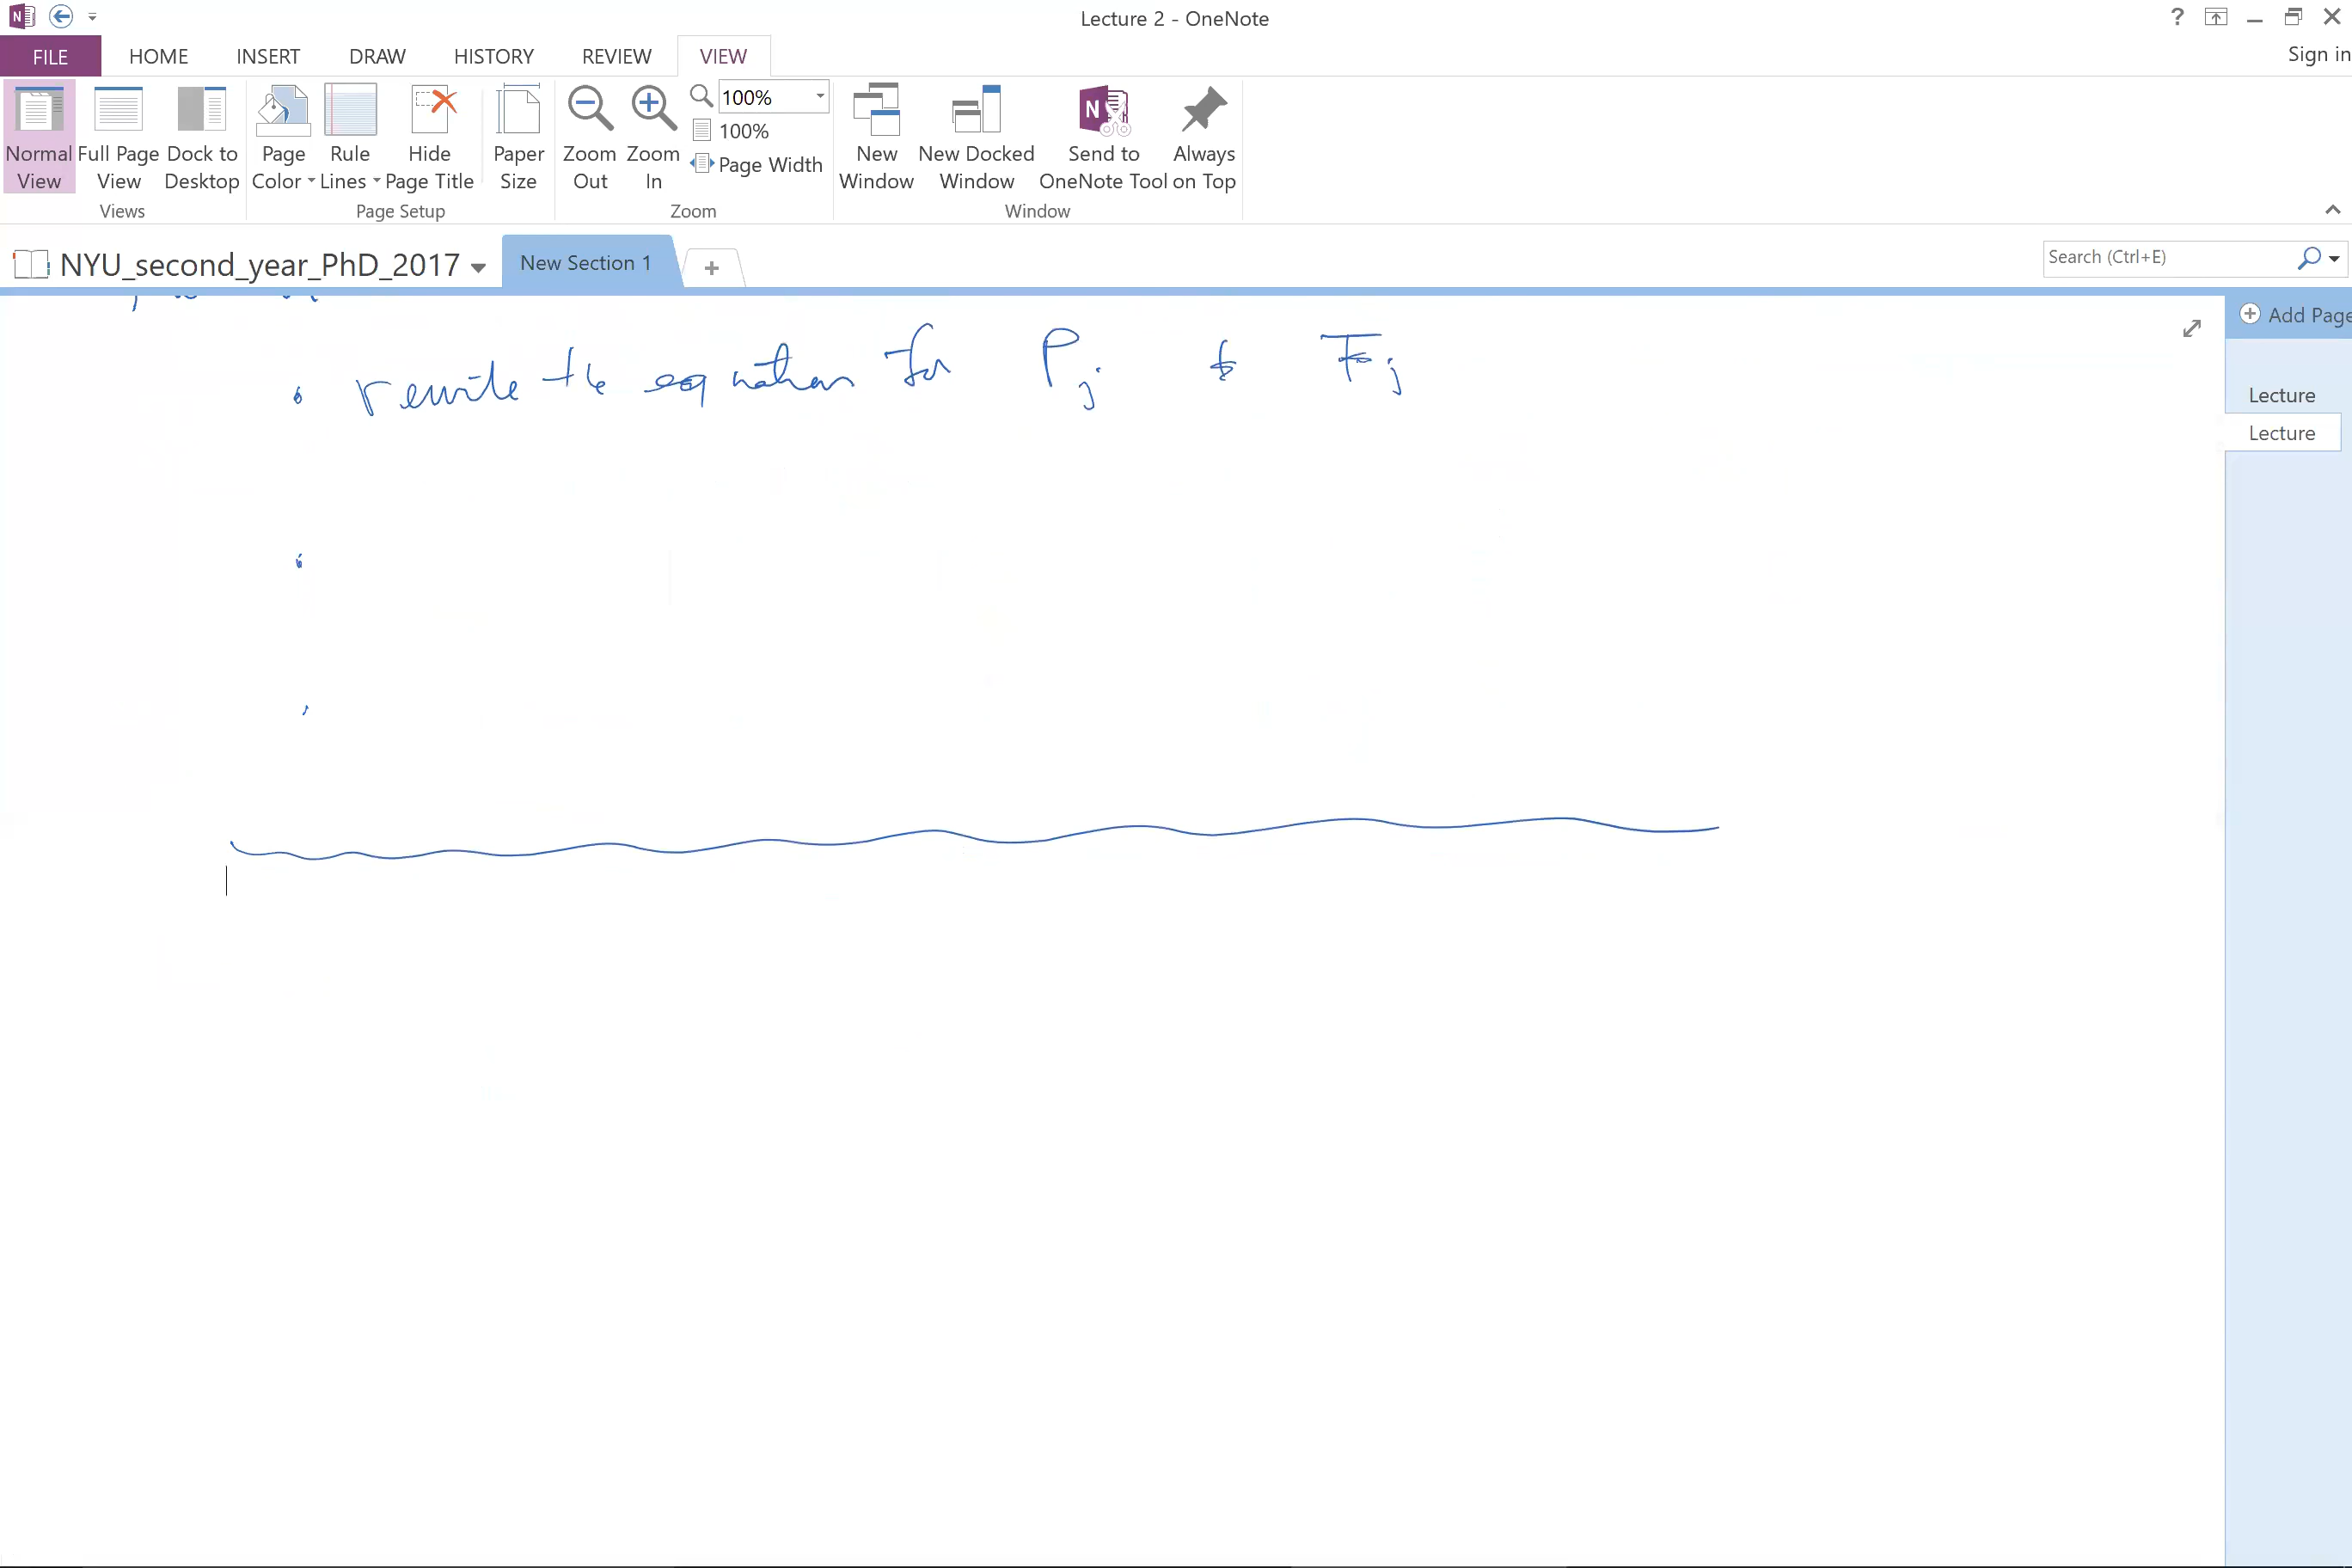 Lecture 2 - OneNote
?
FILE HOME INSERT DRAW HISTORY REVIEW VIEW
Sign in
Normal View
Full Page View
Dock to Desktop
Page Color
Rule Lines
Hide Page Title
Paper Size
Zoom Out
Zoom In
100%
100%
Page Width
New Window
New Docked Window
Send to OneNote Tool
Always on Top
Views
Page Setup
Zoom
Window
NYU_second_year_PhD_2017
New Section 1
+
Search (Ctrl+E)
Add Page
Lecture
Lecture
• rewrite the equations for P_j & F_j